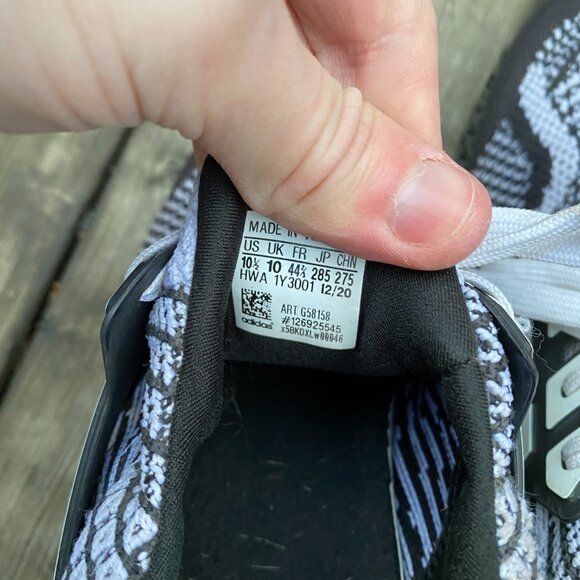 MADE IN
US UK FR JP CHN
10½ 10 44⅔ 285 275
HWA 1Y3001 12/20
ART G58158
#126925545
adidas